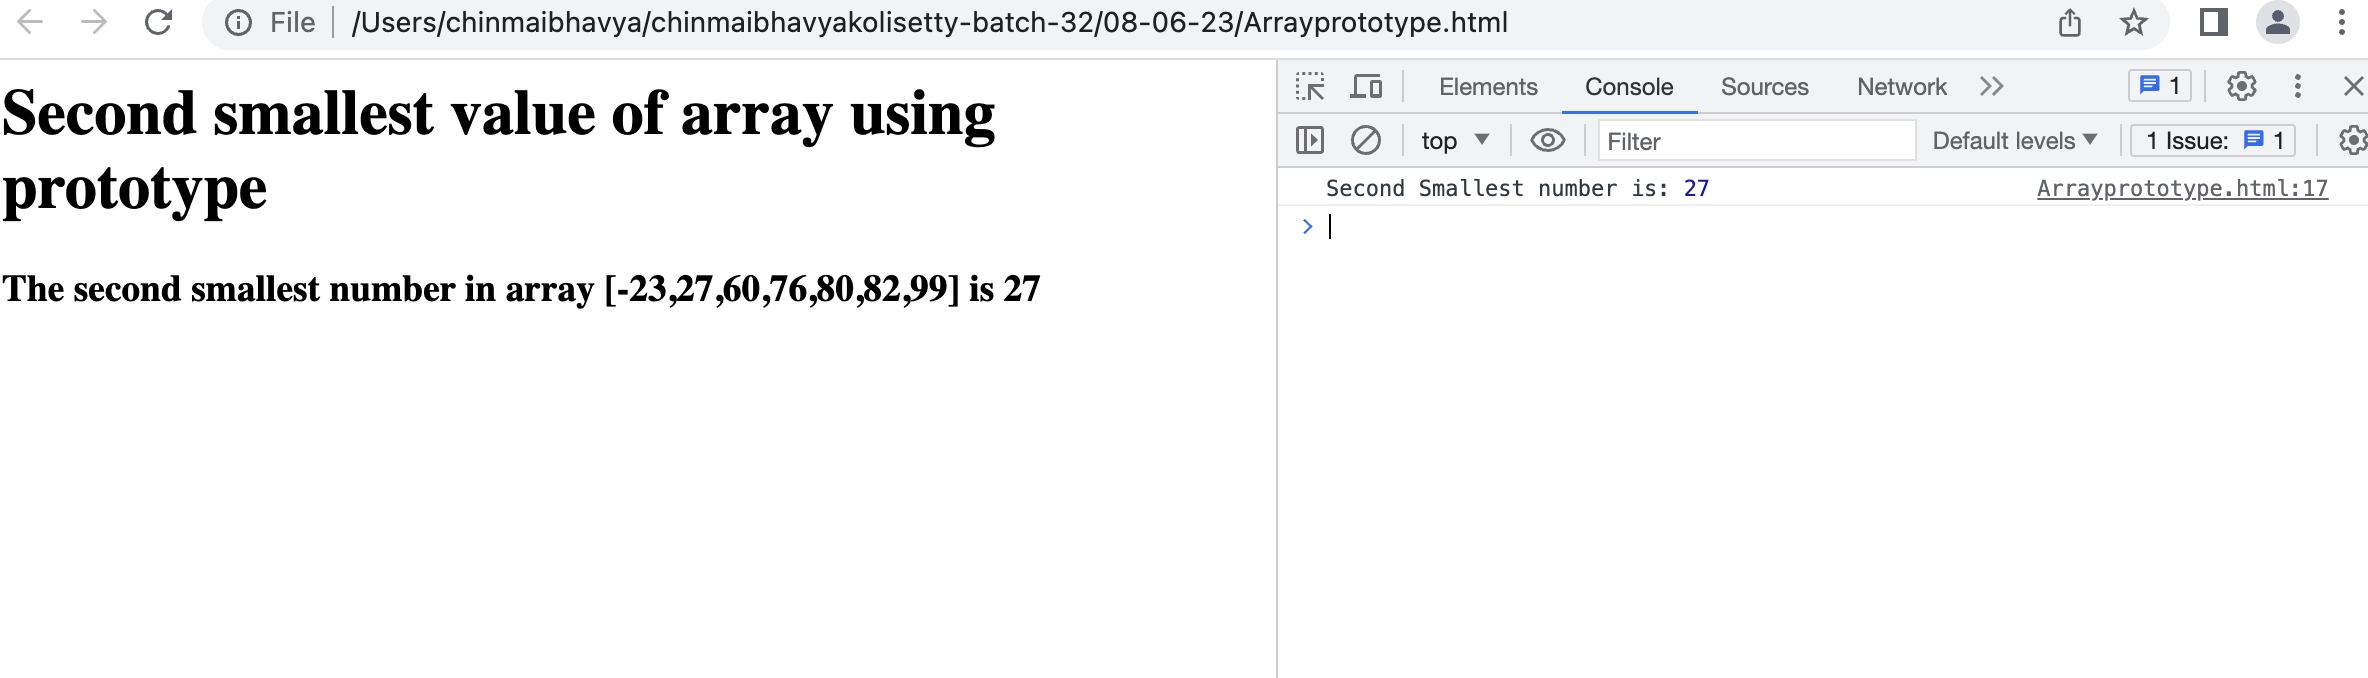 File /Users/chinmaibhavya/chinmaibhavyakolisetty-batch-32/08-06-23/Arrayprototype.html
Second smallest value of array using
prototype
The second smallest number in array [-23,27,60,76,80,82,99] is 27
Elements Console Sources Network 1
top Filter Default levels 1 Issue: 1
Second Smallest number is: 27 Arrayprototype.html:17